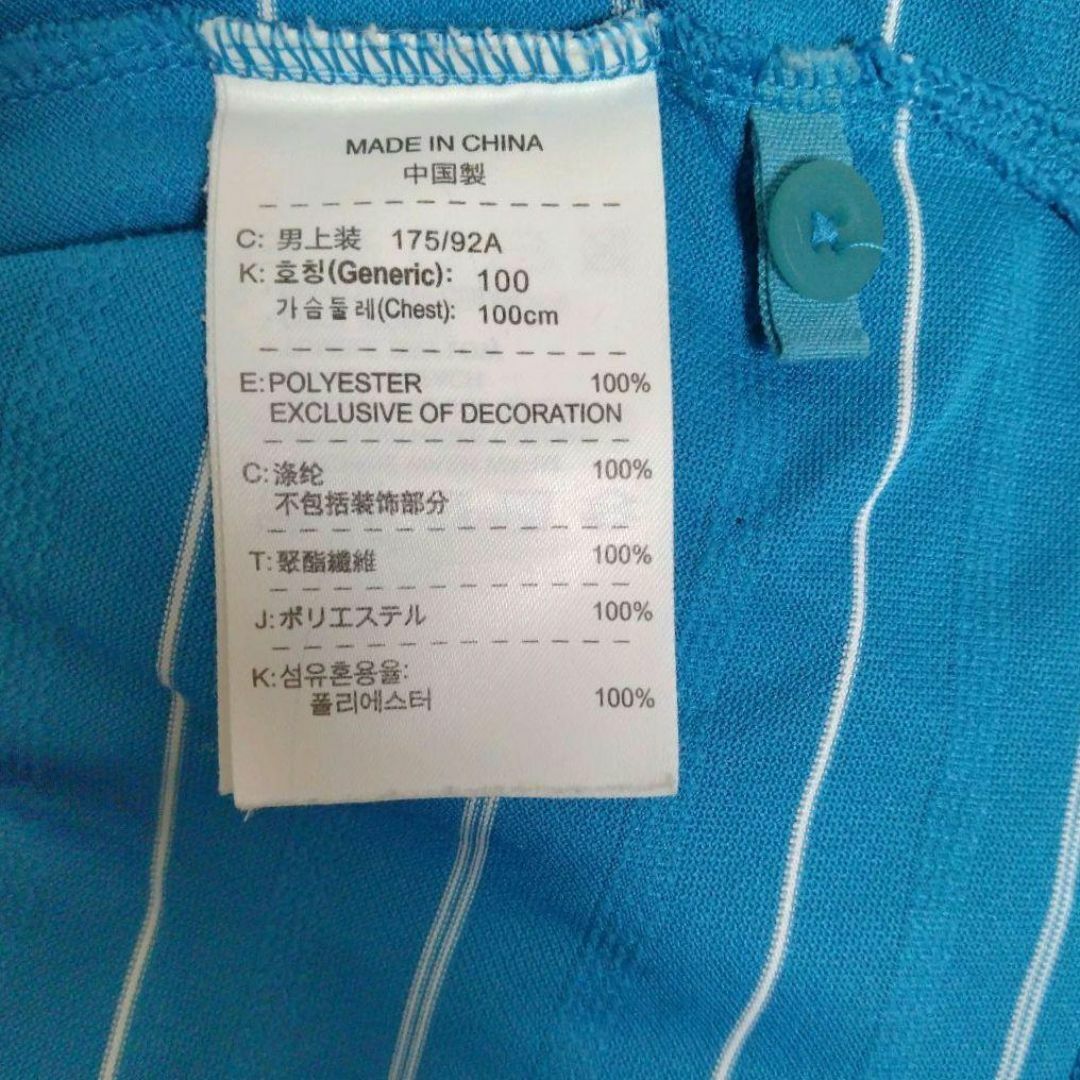 MADE IN CHINA
中国製
C: 男上装 175/92A
K: 호칭(Generic): 100
가슴둘레(Chest): 100cm
E:POLYESTER 100%
EXCLUSIVE OF DECORATION
C:涤纶 100%
不包括装饰部分
T:聚酯纖維 100%
J:ポリエステル 100%
K:섬유혼용율:
폴리에스터 100%